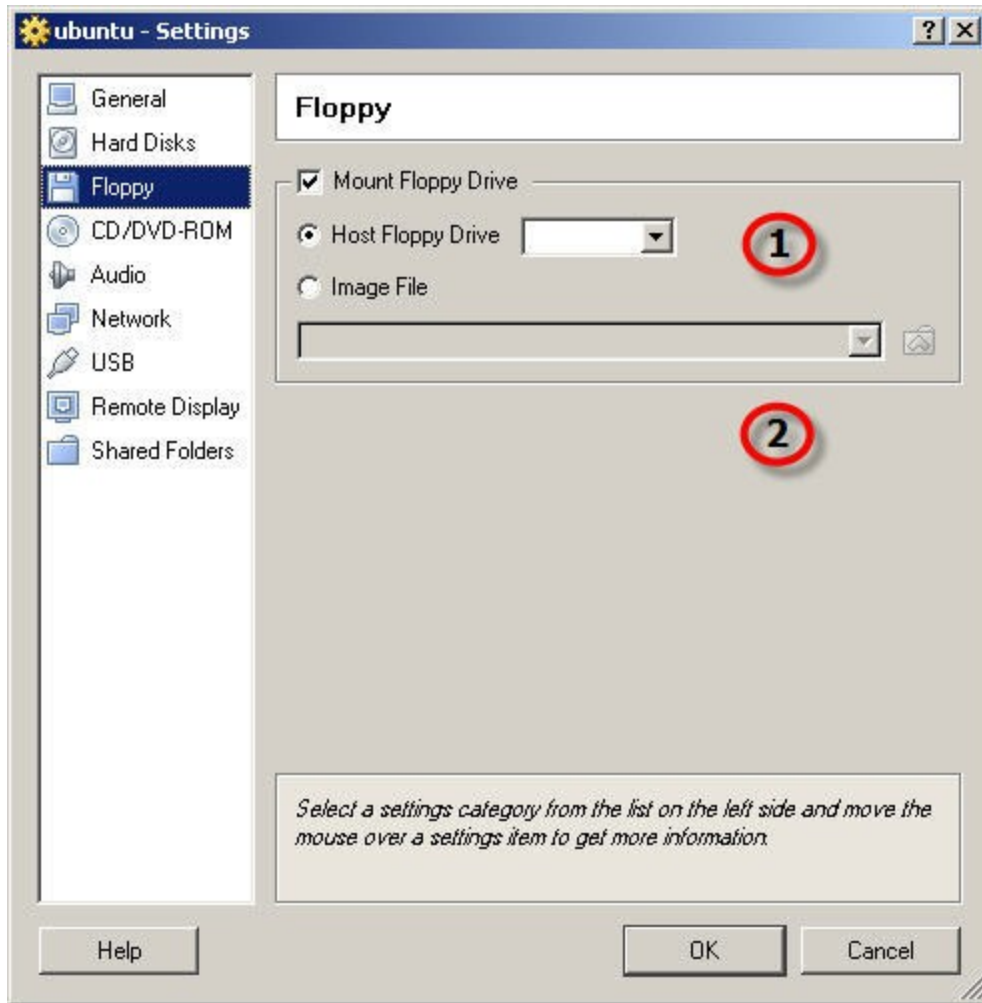 ubuntu - Settings
General
Hard Disks
Floppy
CD/DVD-ROM
Audio
Network
USB
Remote Display
Shared Folders
Floppy
Mount Floppy Drive
Host Floppy Drive
1
Image File
2
Select a settings category from the list on the left side and move the
mouse over a settings item to get more information.
Help
OK
Cancel